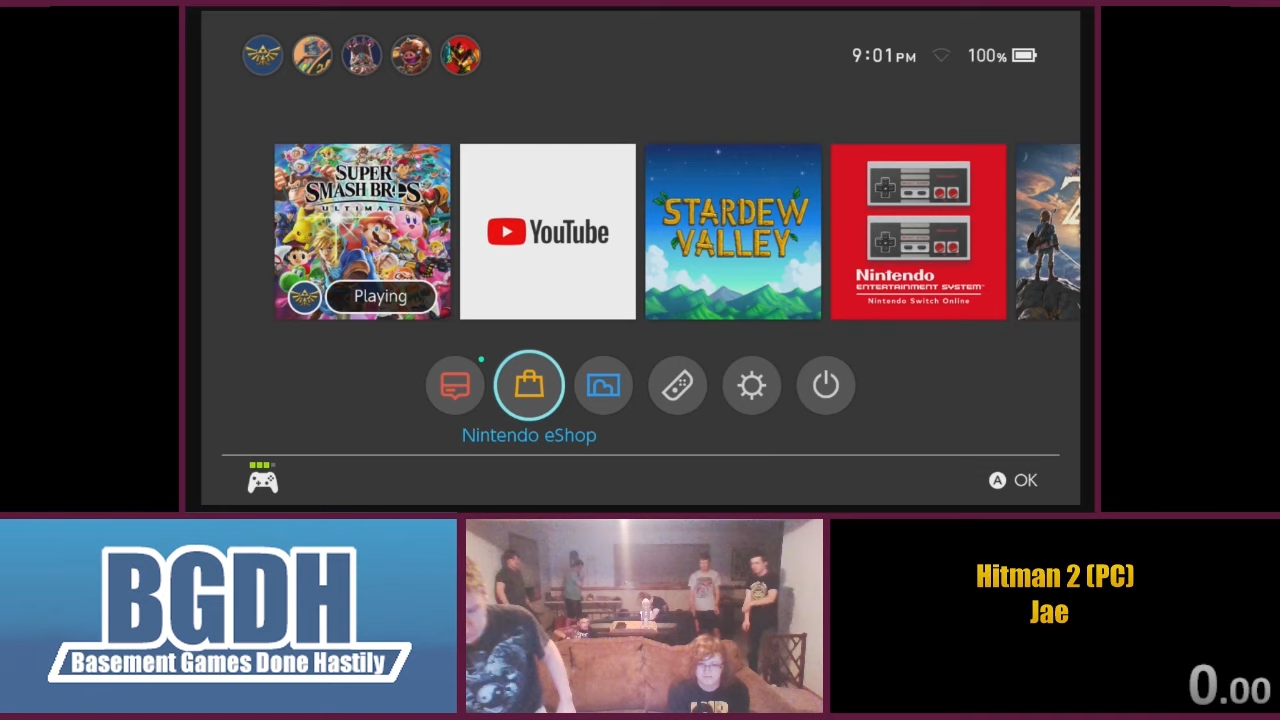 9:01PM 100%
SUPER
SMASH BROS.
ULTIMATE
Playing
YouTube
STARDEW
VALLEY
Nintendo
ENTERTAINMENT SYSTEM™
Nintendo Switch Online
Z
Nintendo eShop
A OK
BGDH
Basement Games Done Hastily
Hitman 2 (PC)
Jae
0.00